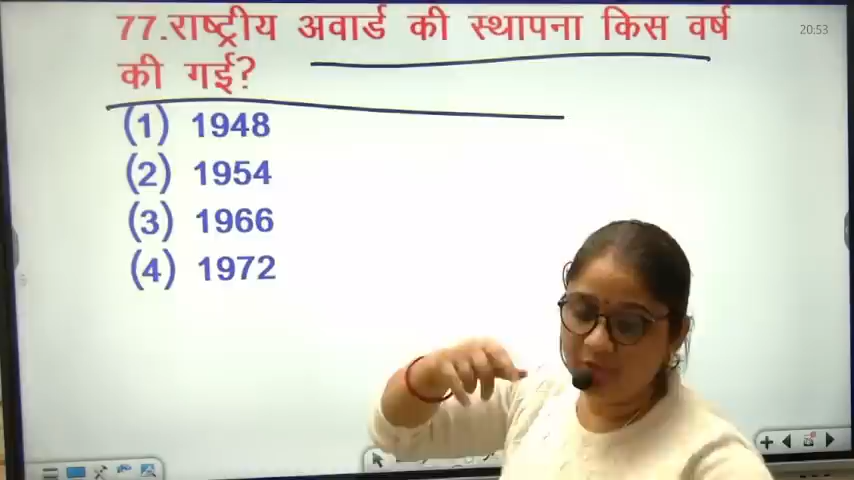 77.राष्ट्रीय अवार्ड की स्थापना किस वर्ष
की गई?
(1) 1948
(2) 1954
(3) 1966
(4) 1972
20:53